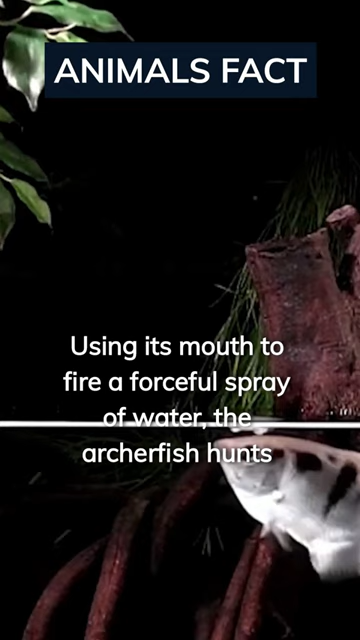 ANIMALS FACT
Using its mouth to
fire a forceful spray
of water, the
archerfish hunts